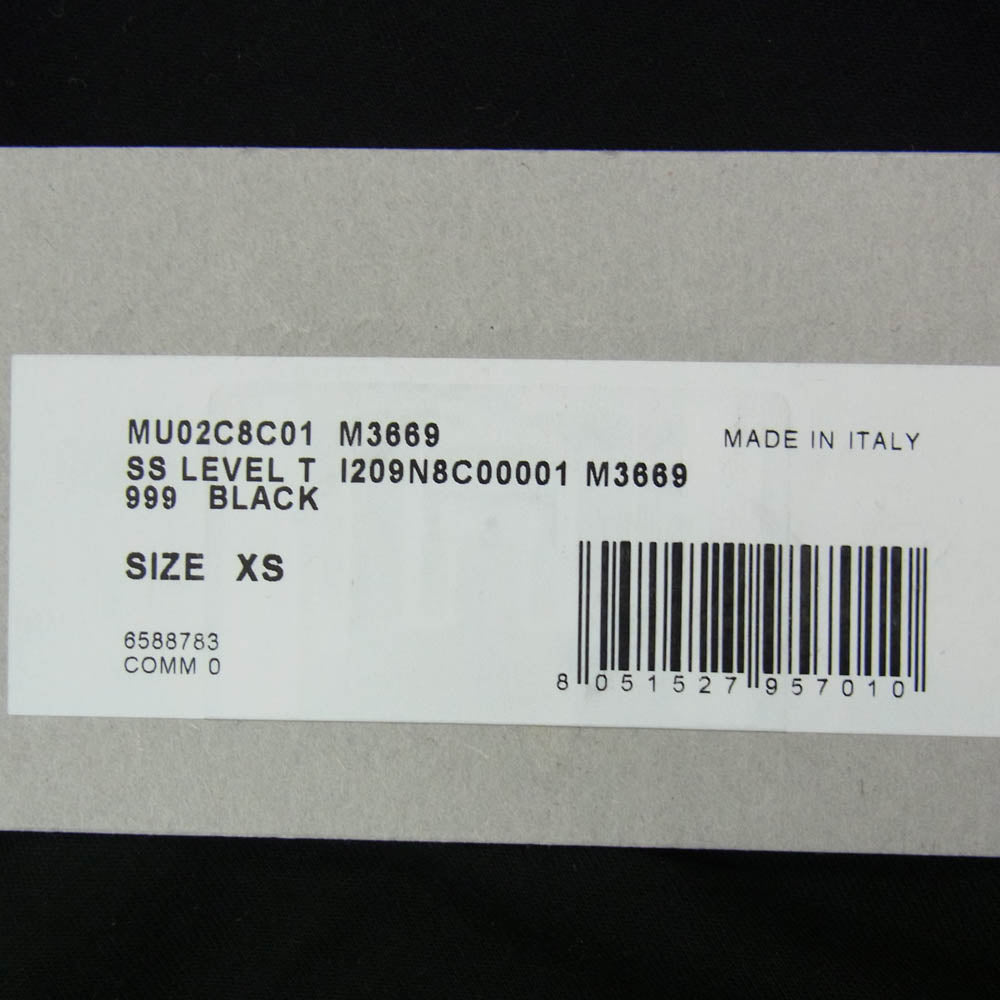 MU02C8C01 M3669
MADE IN ITALY
SS LEVEL T I209N8C00001 M3669
999 BLACK
SIZE XS
6588783
COMM 0
8 051527 957010